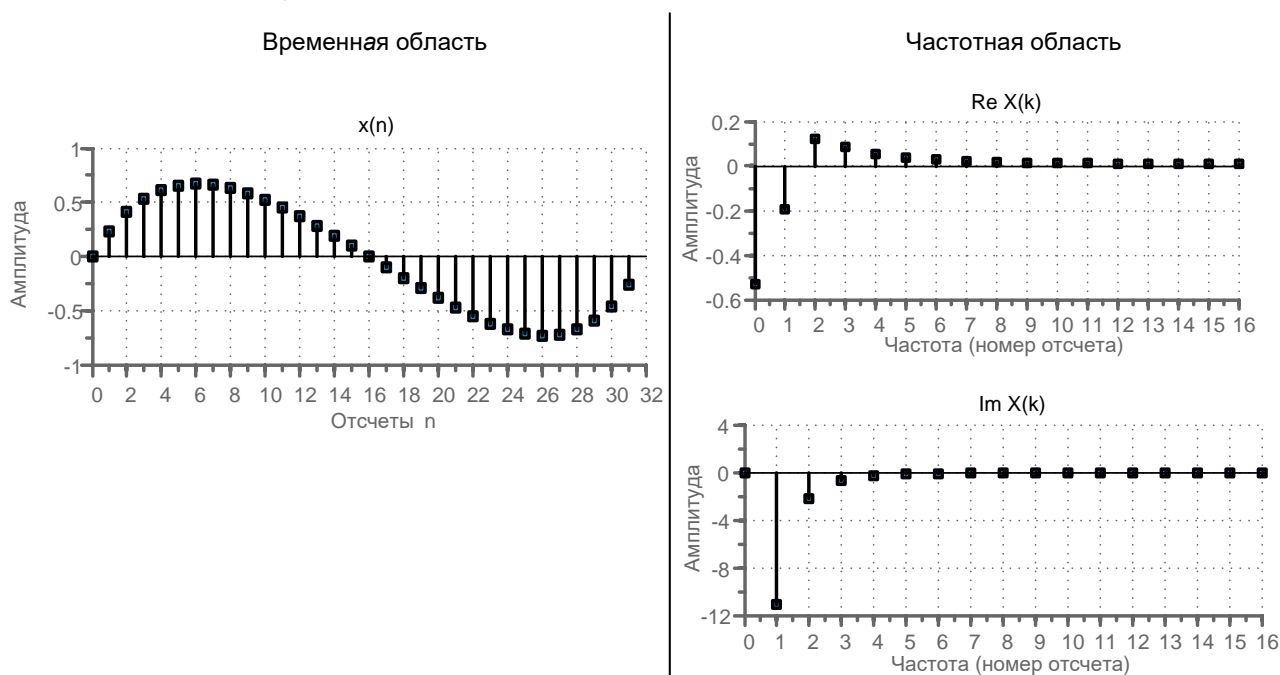 Временная область
x(n)
Амплитуда
1
0.5
0
-0.5
-1
0 2 4 6 8 10 12 14 16 18 20 22 24 26 28 30 32
Отсчеты n
Частотная область
Re X(k)
Амплитуда
0.2
0
-0.2
-0.4
-0.6
0 1 2 3 4 5 6 7 8 9 10 11 12 13 14 15 16
Частота (номер отсчета)
Im X(k)
Амплитуда
4
0
-4
-8
-12
0 1 2 3 4 5 6 7 8 9 10 11 12 13 14 15 16
Частота (номер отсчета)